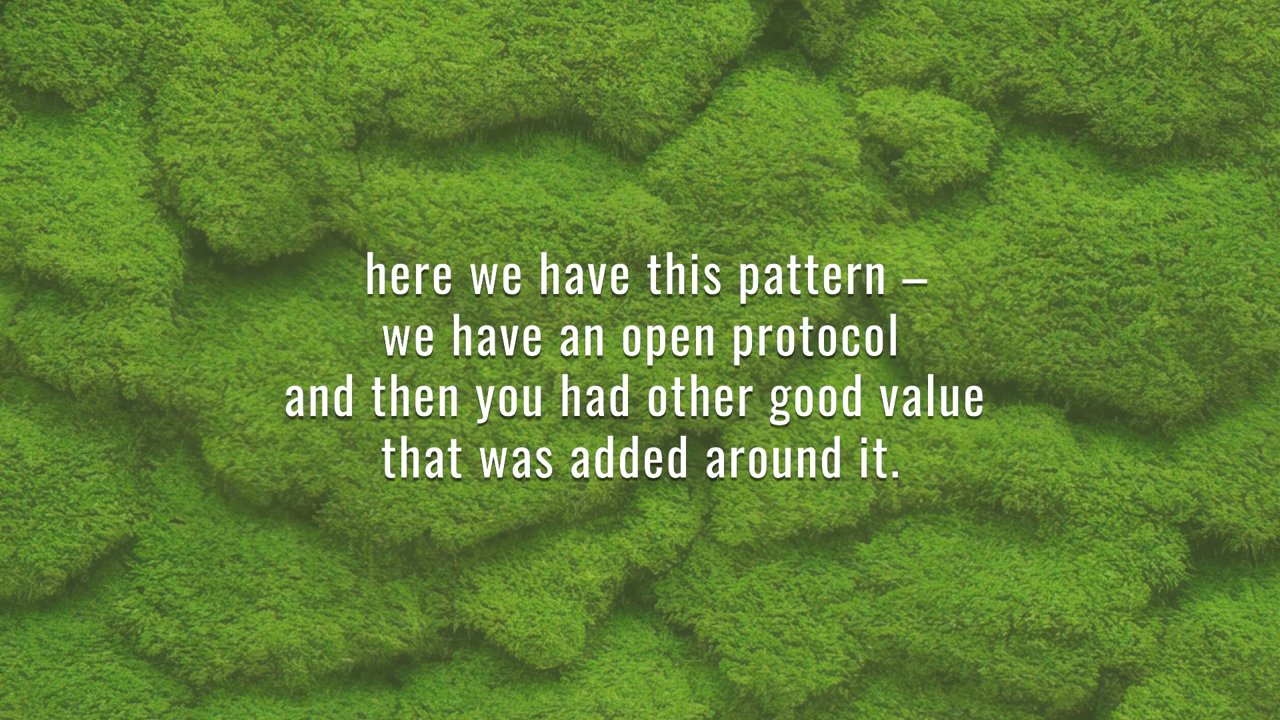 here we have this pattern –
we have an open protocol
and then you had other good value
that was added around it.